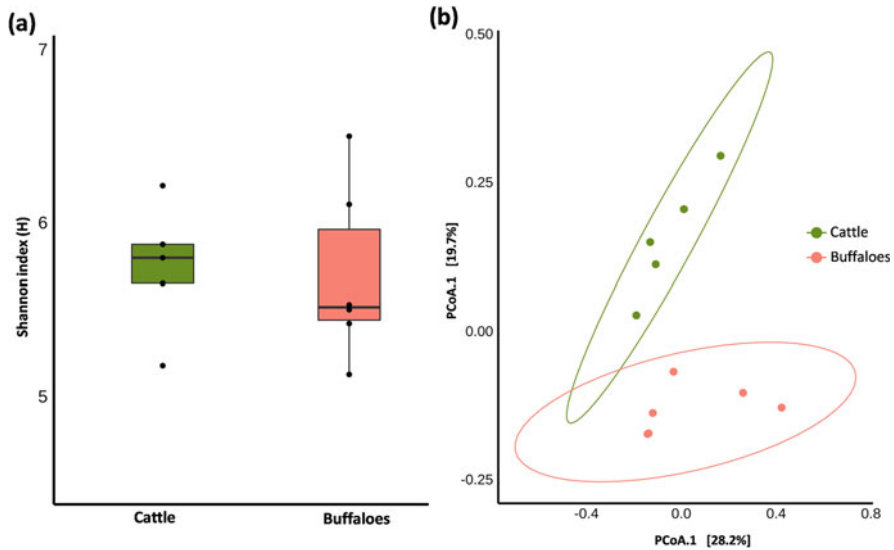 (a)
7
6
5
Shannon index (H)
Cattle
Buffaloes
(b)
0.50
0.25
0.00
-0.25
PCoA.1 [19.7%]
-0.4
0.0
0.4
0.8
PCoA.1 [28.2%]
Cattle
Buffaloes